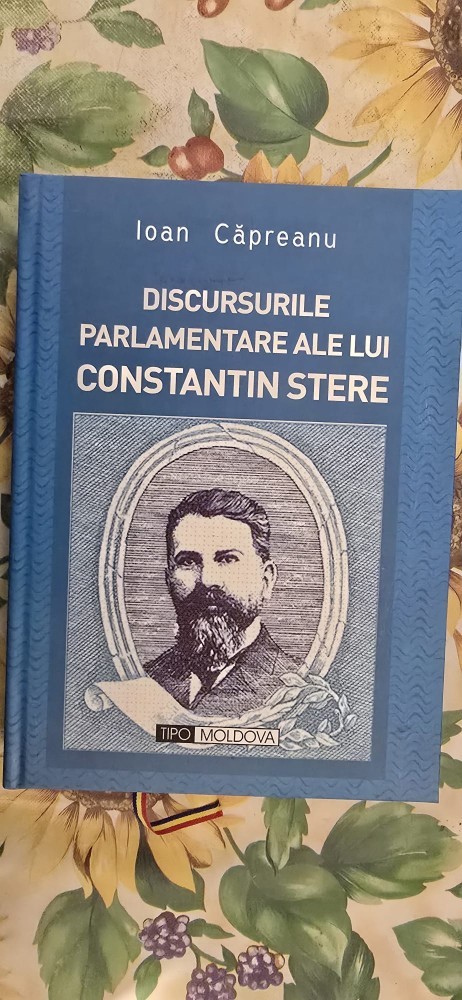 Ioan Căpreanu
DISCURSURILE
PARLAMENTARE ALE LUI
CONSTANTIN STERE
TIPO MOLDOVA